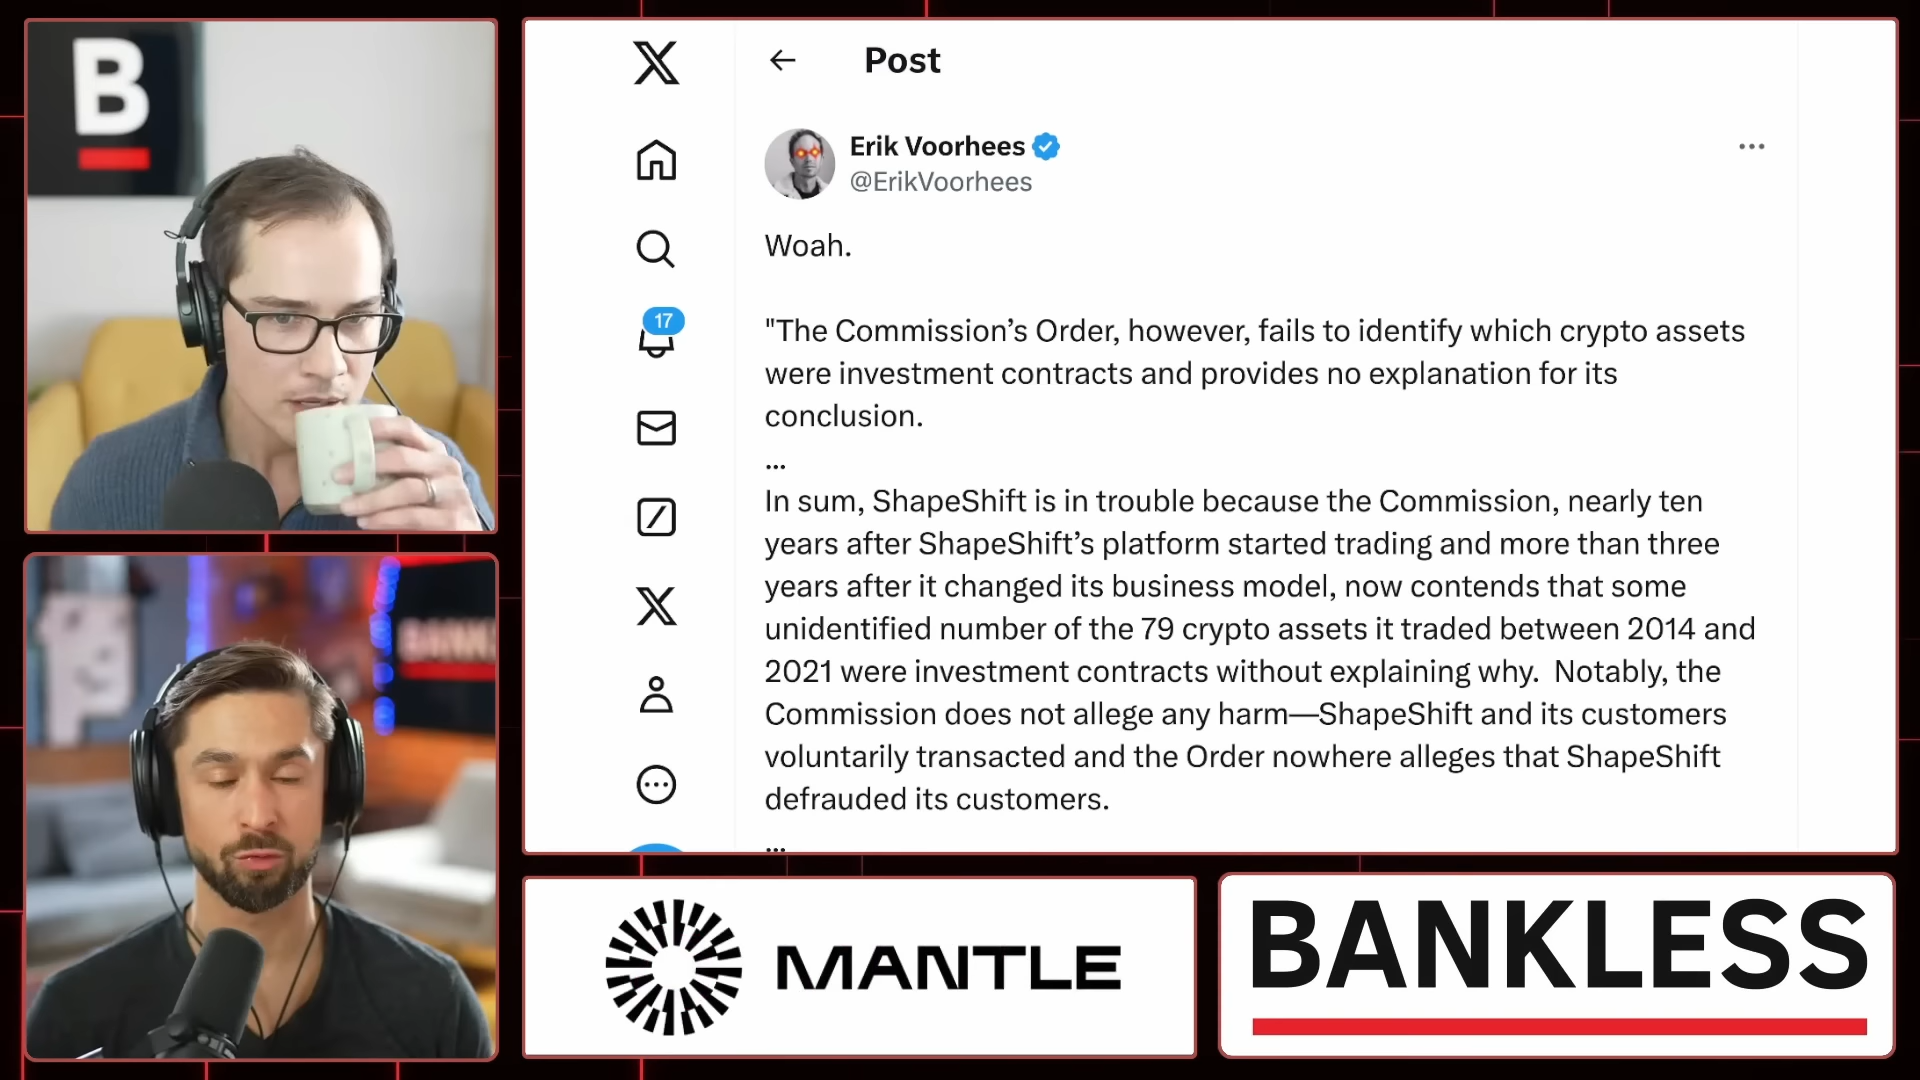 B
Post
Erik Voorhees
@ErikVoorhees
Woah.
17
"The Commission’s Order, however, fails to identify which crypto assets
were investment contracts and provides no explanation for its
conclusion.
...
In sum, ShapeShift is in trouble because the Commission, nearly ten
years after ShapeShift’s platform started trading and more than three
years after it changed its business model, now contends that some
unidentified number of the 79 crypto assets it traded between 2014 and
2021 were investment contracts without explaining why.  Notably, the
Commission does not allege any harm—ShapeShift and its customers
voluntarily transacted and the Order nowhere alleges that ShapeShift
defrauded its customers.
...
BANK
MANTLE
BANKLESS